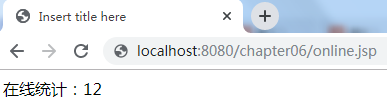 Insert title here
localhost:8080/chapter06/online.jsp
在线统计：12